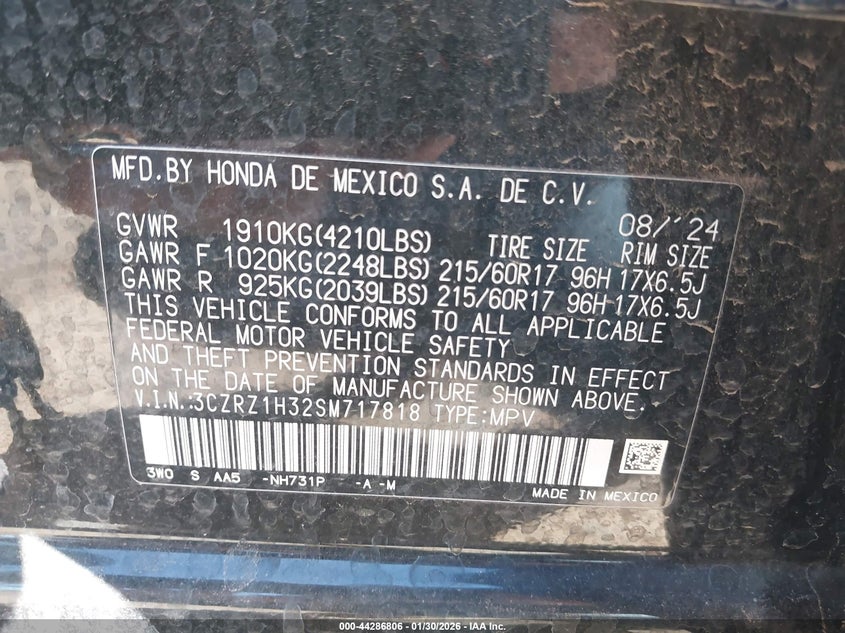 MFD.BY HONDA DE MEXICO S.A. DE C.V.
08/'24
GVWR 1910KG(4210LBS) TIRE SIZE RIM SIZE
GAWR F 1020KG(2248LBS) 215/60R17 96H 17X6.5J
GAWR R 925KG(2039LBS) 215/60R17 96H 17X6.5J
THIS VEHICLE CONFORMS TO ALL APPLICABLE
FEDERAL MOTOR VEHICLE SAFETY
AND THEFT PREVENTION STANDARDS IN EFFECT
ON THE DATE OF MANUFACTURE SHOWN ABOVE.
V.I.N.:3CZRZ1H32SM717818 TYPE:MPV
3W0 S AA5 -NH731P -A -M
MADE IN MEXICO
000-44286806 - 01/30/2026 - IAA Inc.